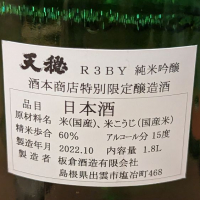 天穏 R3BY 純米吟醸
酒本商店特別限定醸造酒
品目 日本酒
原材料名 米(国産)、米こうじ(国産米)
精米歩合 60% アルコール分 15度
製造年月 2022.10 内容量 1.8L
製造者 板倉酒造有限会社
島根県出雲市塩冶町468